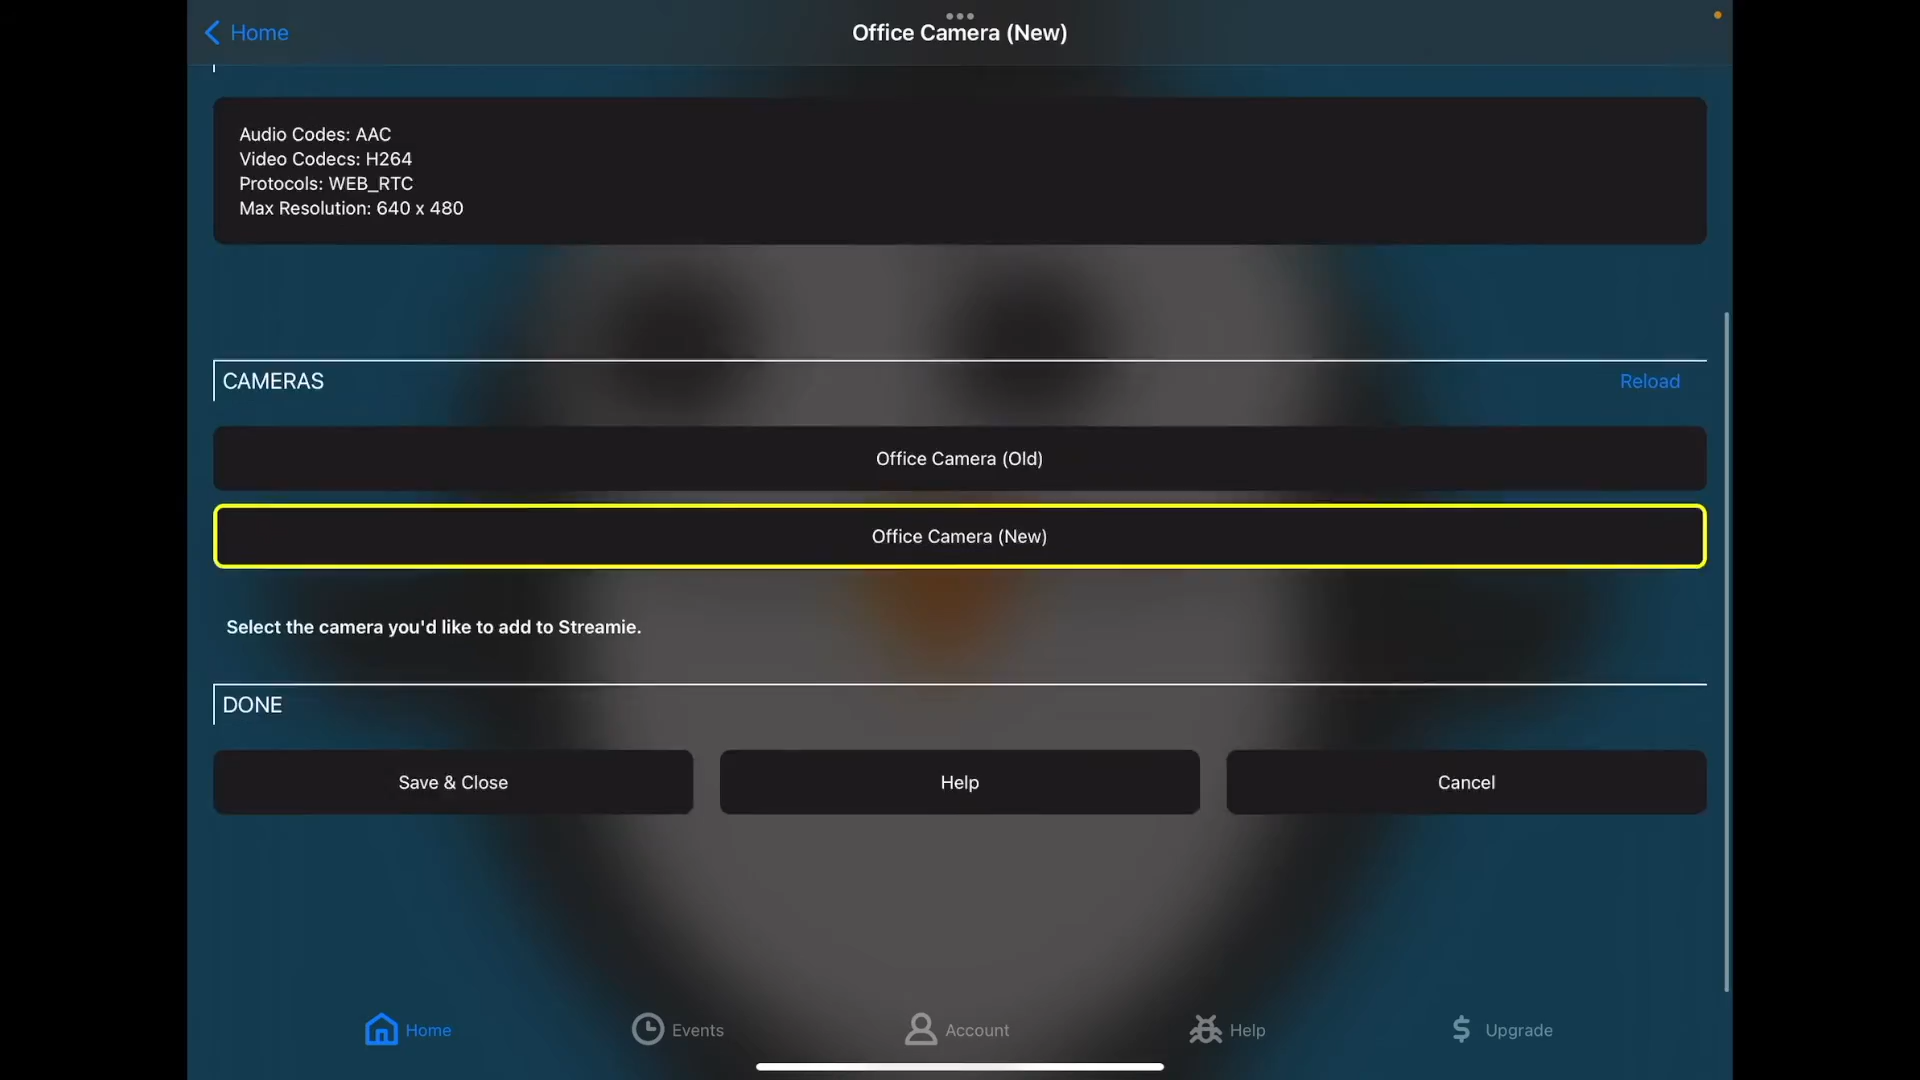 Home
Office Camera (New)
Audio Codes: AAC
Video Codecs: H264
Protocols: WEB_RTC
Max Resolution: 640 x 480
CAMERAS
Reload
Office Camera (Old)
Office Camera (New)
Select the camera you'd like to add to Streamie.
DONE
Save & Close
Help
Cancel
Home
Events
Account
Help
Upgrade